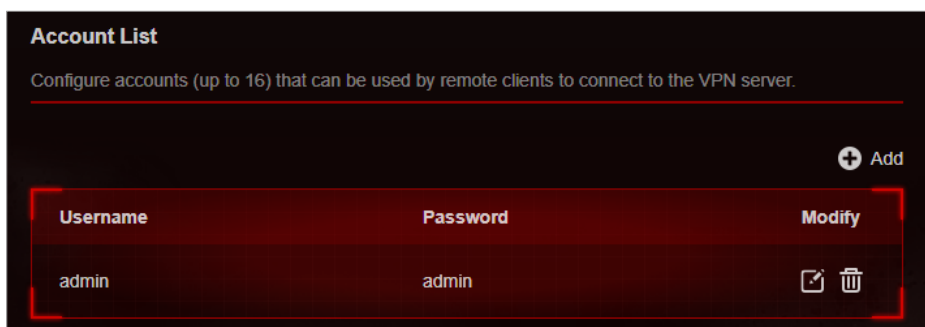 Account List
Configure accounts (up to 16) that can be used by remote clients to connect to the VPN server.
Add
Username Password Modify
admin admin